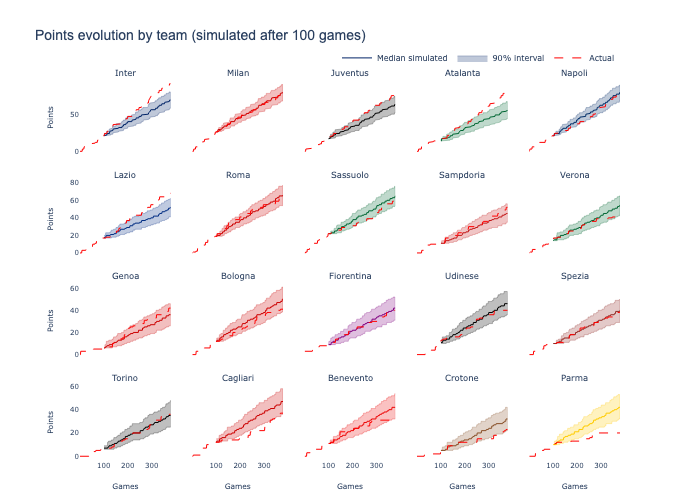 Points evolution by team (simulated after 100 games)
Median simulated 90% interval Actual
Inter Milan Juventus Atalanta Napoli
50
0
Points
Lazio Roma Sassuolo Sampdoria Verona
80
60
40
20
0
Points
Genoa Bologna Fiorentina Udinese Spezia
60
40
20
0
Points
Torino Cagliari Benevento Crotone Parma
60
40
20
0
Points
100 200 300 100 200 300 100 200 300 100 200 300 100 200 300
Games Games Games Games Games